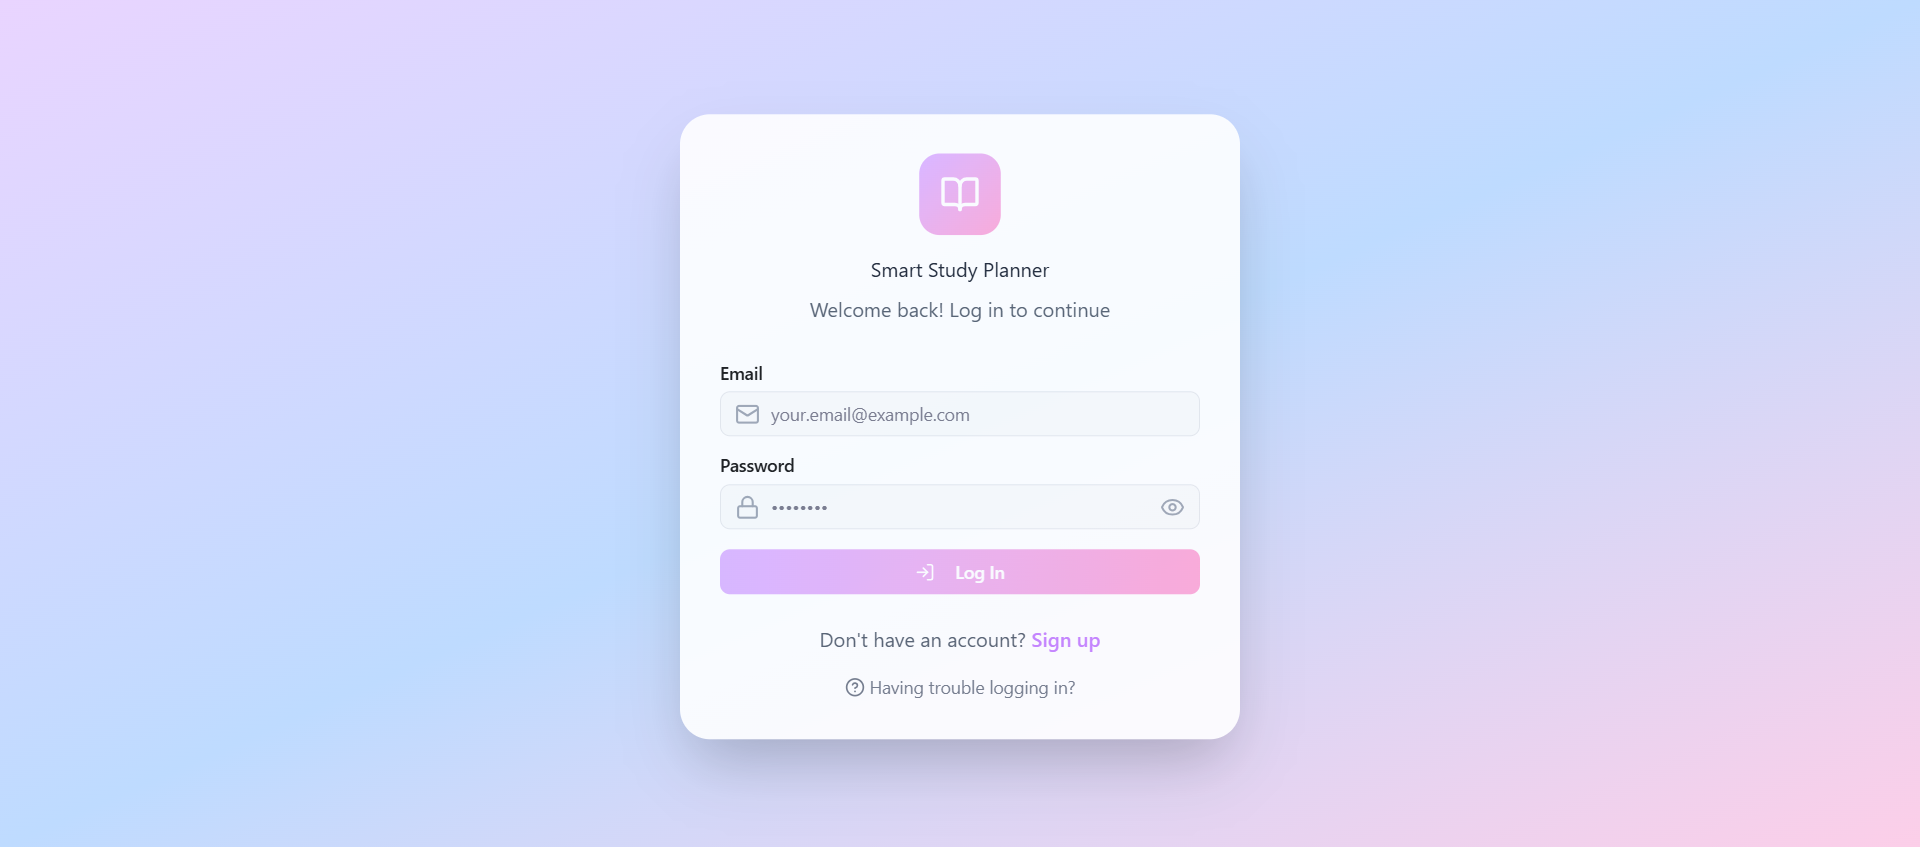 Smart Study Planner
Welcome back! Log in to continue
Email
your.email@example.com
Password
••••••••
Log In
Don't have an account? Sign up
Having trouble logging in?